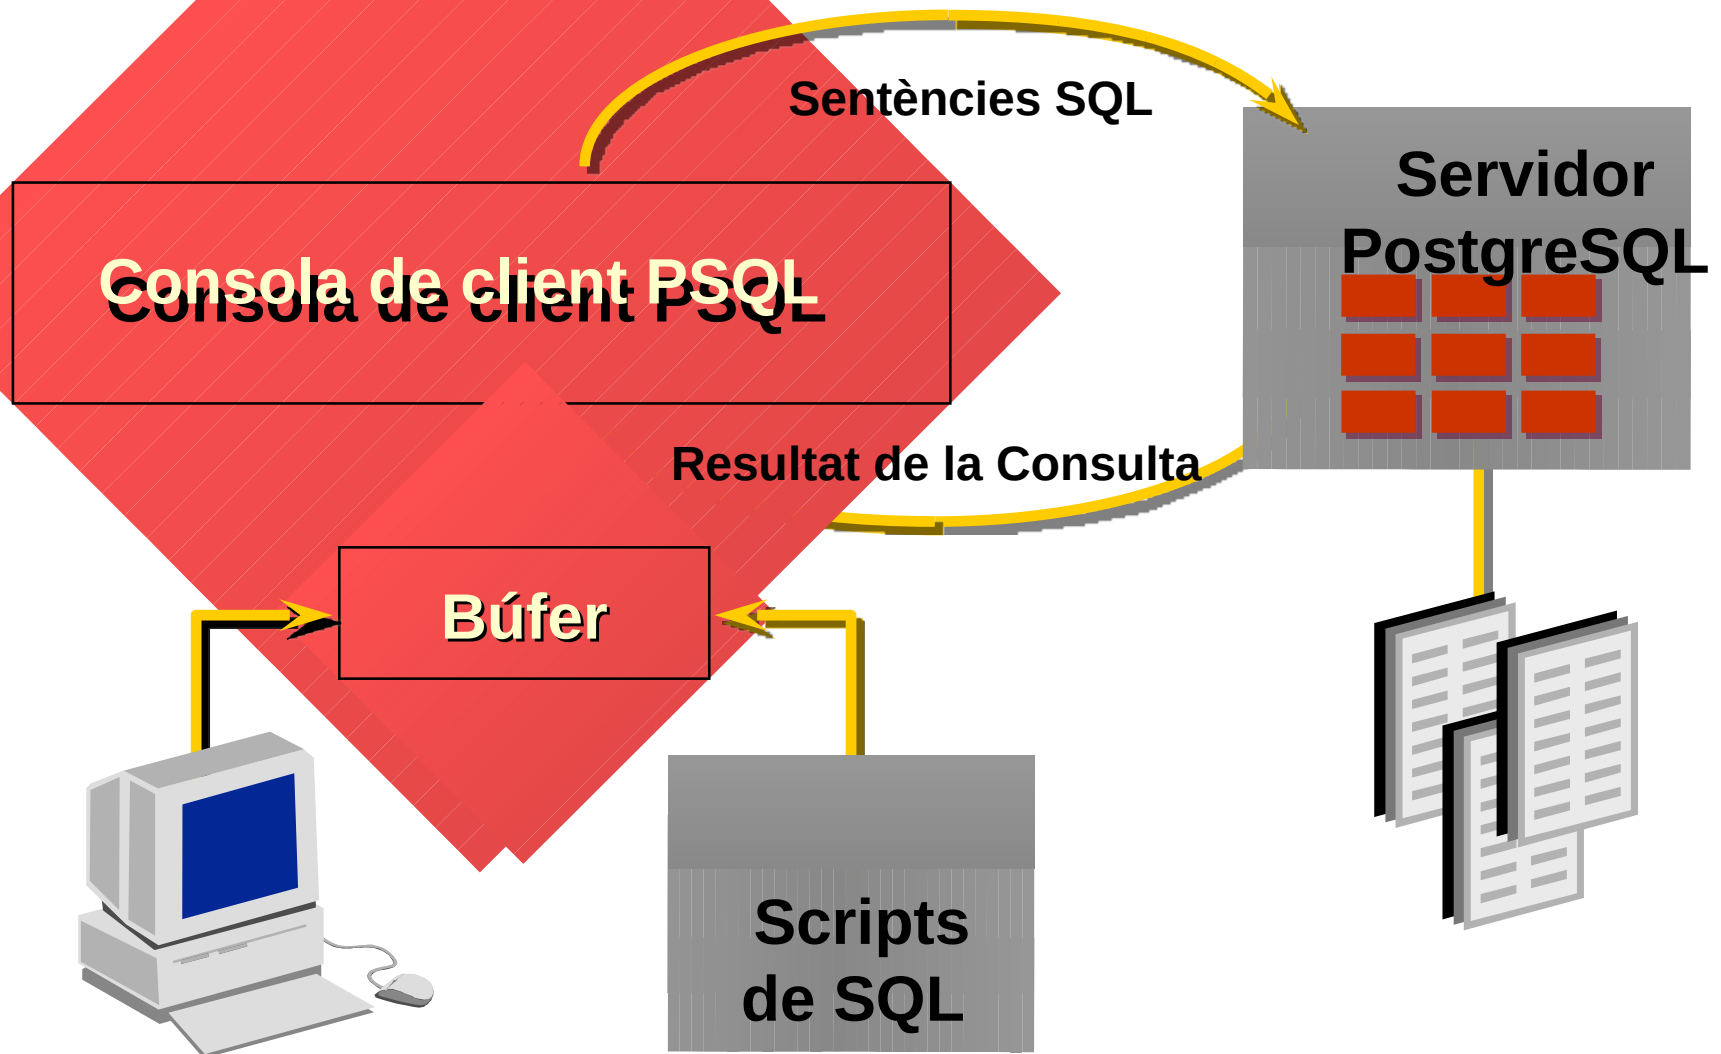 Sentències SQL
Servidor
PostgreSQL
Consola de client PSQL
Resultat de la Consulta
Búfer
Scripts
de SQL